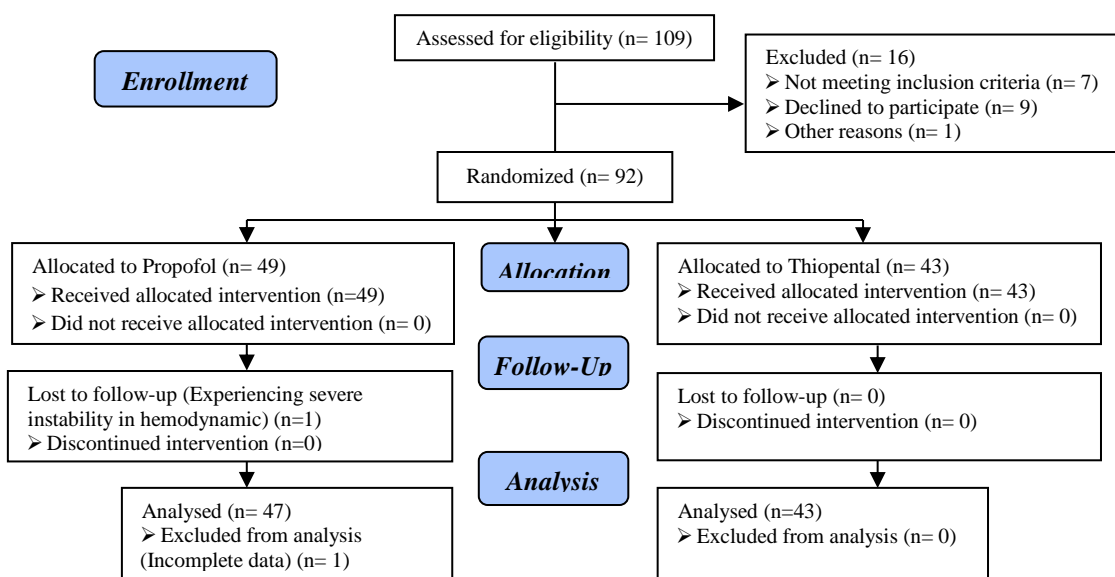 Assessed for eligibility (n= 109)
Enrollment
Excluded (n= 16)
➢ Not meeting inclusion criteria (n= 7)
➢ Declined to participate (n= 9)
➢ Other reasons (n= 1)
Randomized (n= 92)
Allocation
Allocated to Propofol (n= 49)
➢ Received allocated intervention (n=49)
➢ Did not receive allocated intervention (n= 0)
Allocated to Thiopental (n= 43)
➢ Received allocated intervention (n= 43)
➢ Did not receive allocated intervention (n= 0)
Follow-Up
Lost to follow-up (Experiencing severe
instability in hemodynamic) (n=1)
➢ Discontinued intervention (n=0)
Lost to follow-up (n= 0)
➢ Discontinued intervention (n= 0)
Analysis
Analysed (n= 47)
➢ Excluded from analysis
(Incomplete data) (n= 1)
Analysed (n=43)
➢ Excluded from analysis (n= 0)